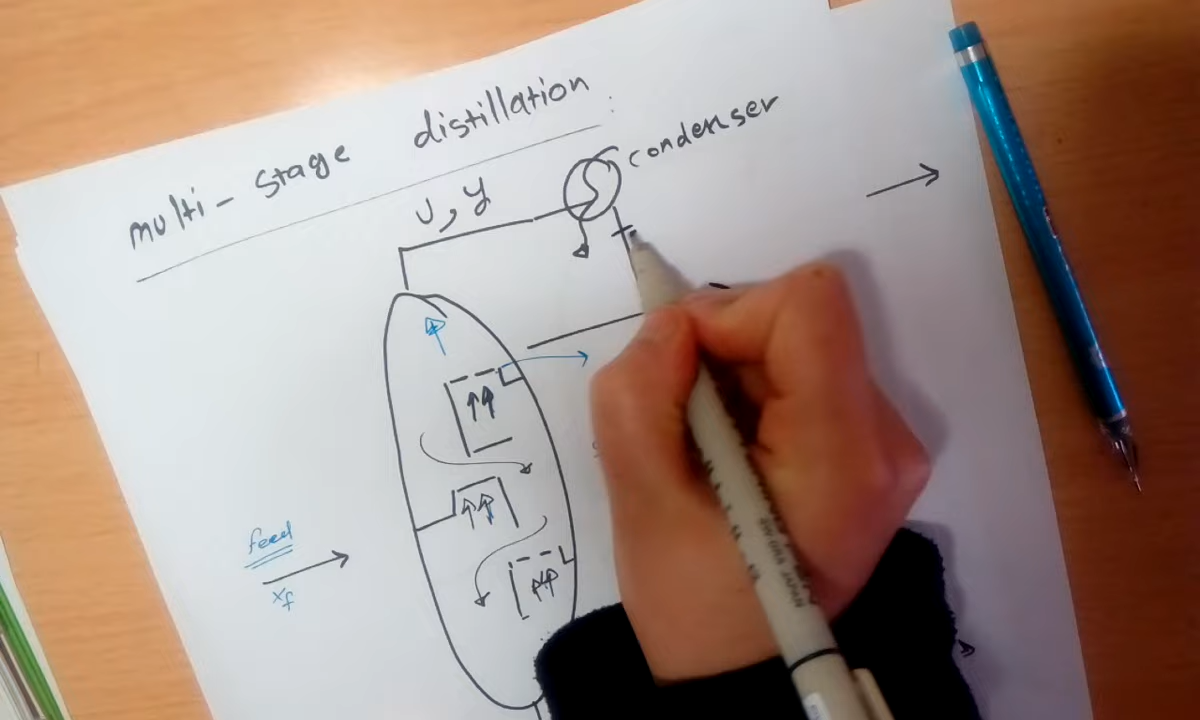 multi-stage distillation :
condenser
v, y
feed
xf